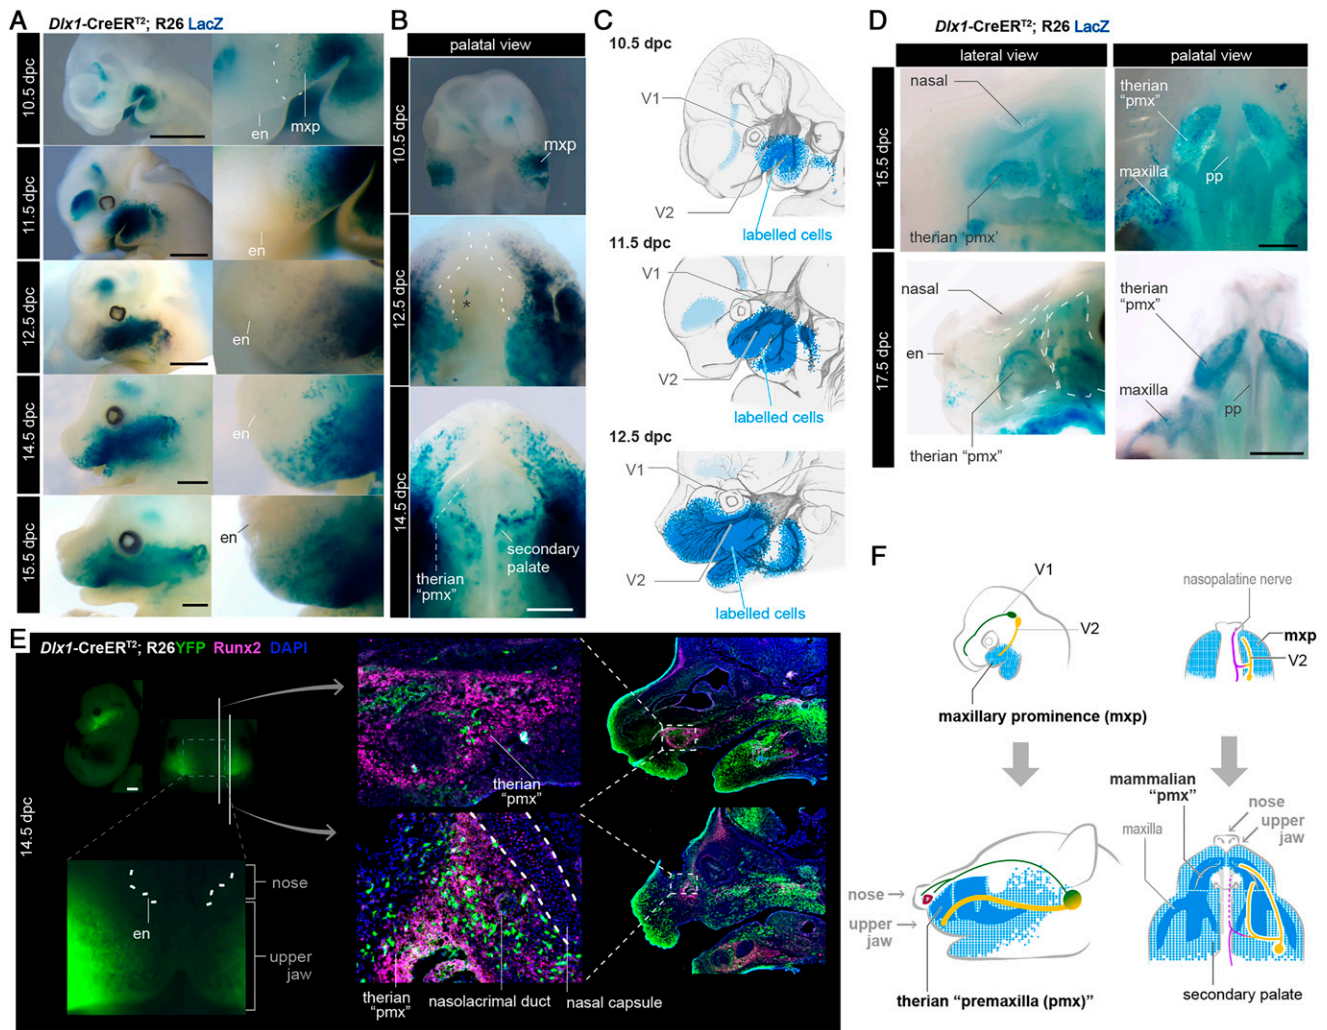 A
Dlx1-CreERT2; R26 LacZ
10.5 dpc
en
mxp
11.5 dpc
en
12.5 dpc
en
14.5 dpc
en
15.5 dpc
en
B
palatal view
10.5 dpc
mxp
12.5 dpc
*
14.5 dpc
secondary
palate
therian
"pmx"
C
10.5 dpc
V1
V2
labelled cells
11.5 dpc
V1
V2
labelled cells
12.5 dpc
V1
V2
labelled cells
D
Dlx1-CreERT2; R26 LacZ
lateral view
palatal view
15.5 dpc
nasal
therian 'pmx'
therian
"pmx"
maxilla
pp
17.5 dpc
nasal
en
therian "pmx"
therian
"pmx"
maxilla
pp
E
Dlx1-CreERT2; R26YFP Runx2 DAPI
14.5 dpc
therian
"pmx"
nose
en
upper
jaw
therian
"pmx"
nasolacrimal duct
nasal capsule
F
V1
V2
maxillary prominence (mxp)
nasopalatine nerve
mxp
V2
nose
upper
jaw
therian "premaxilla (pmx)"
mammalian
"pmx"
maxilla
nose
upper
jaw
secondary palate